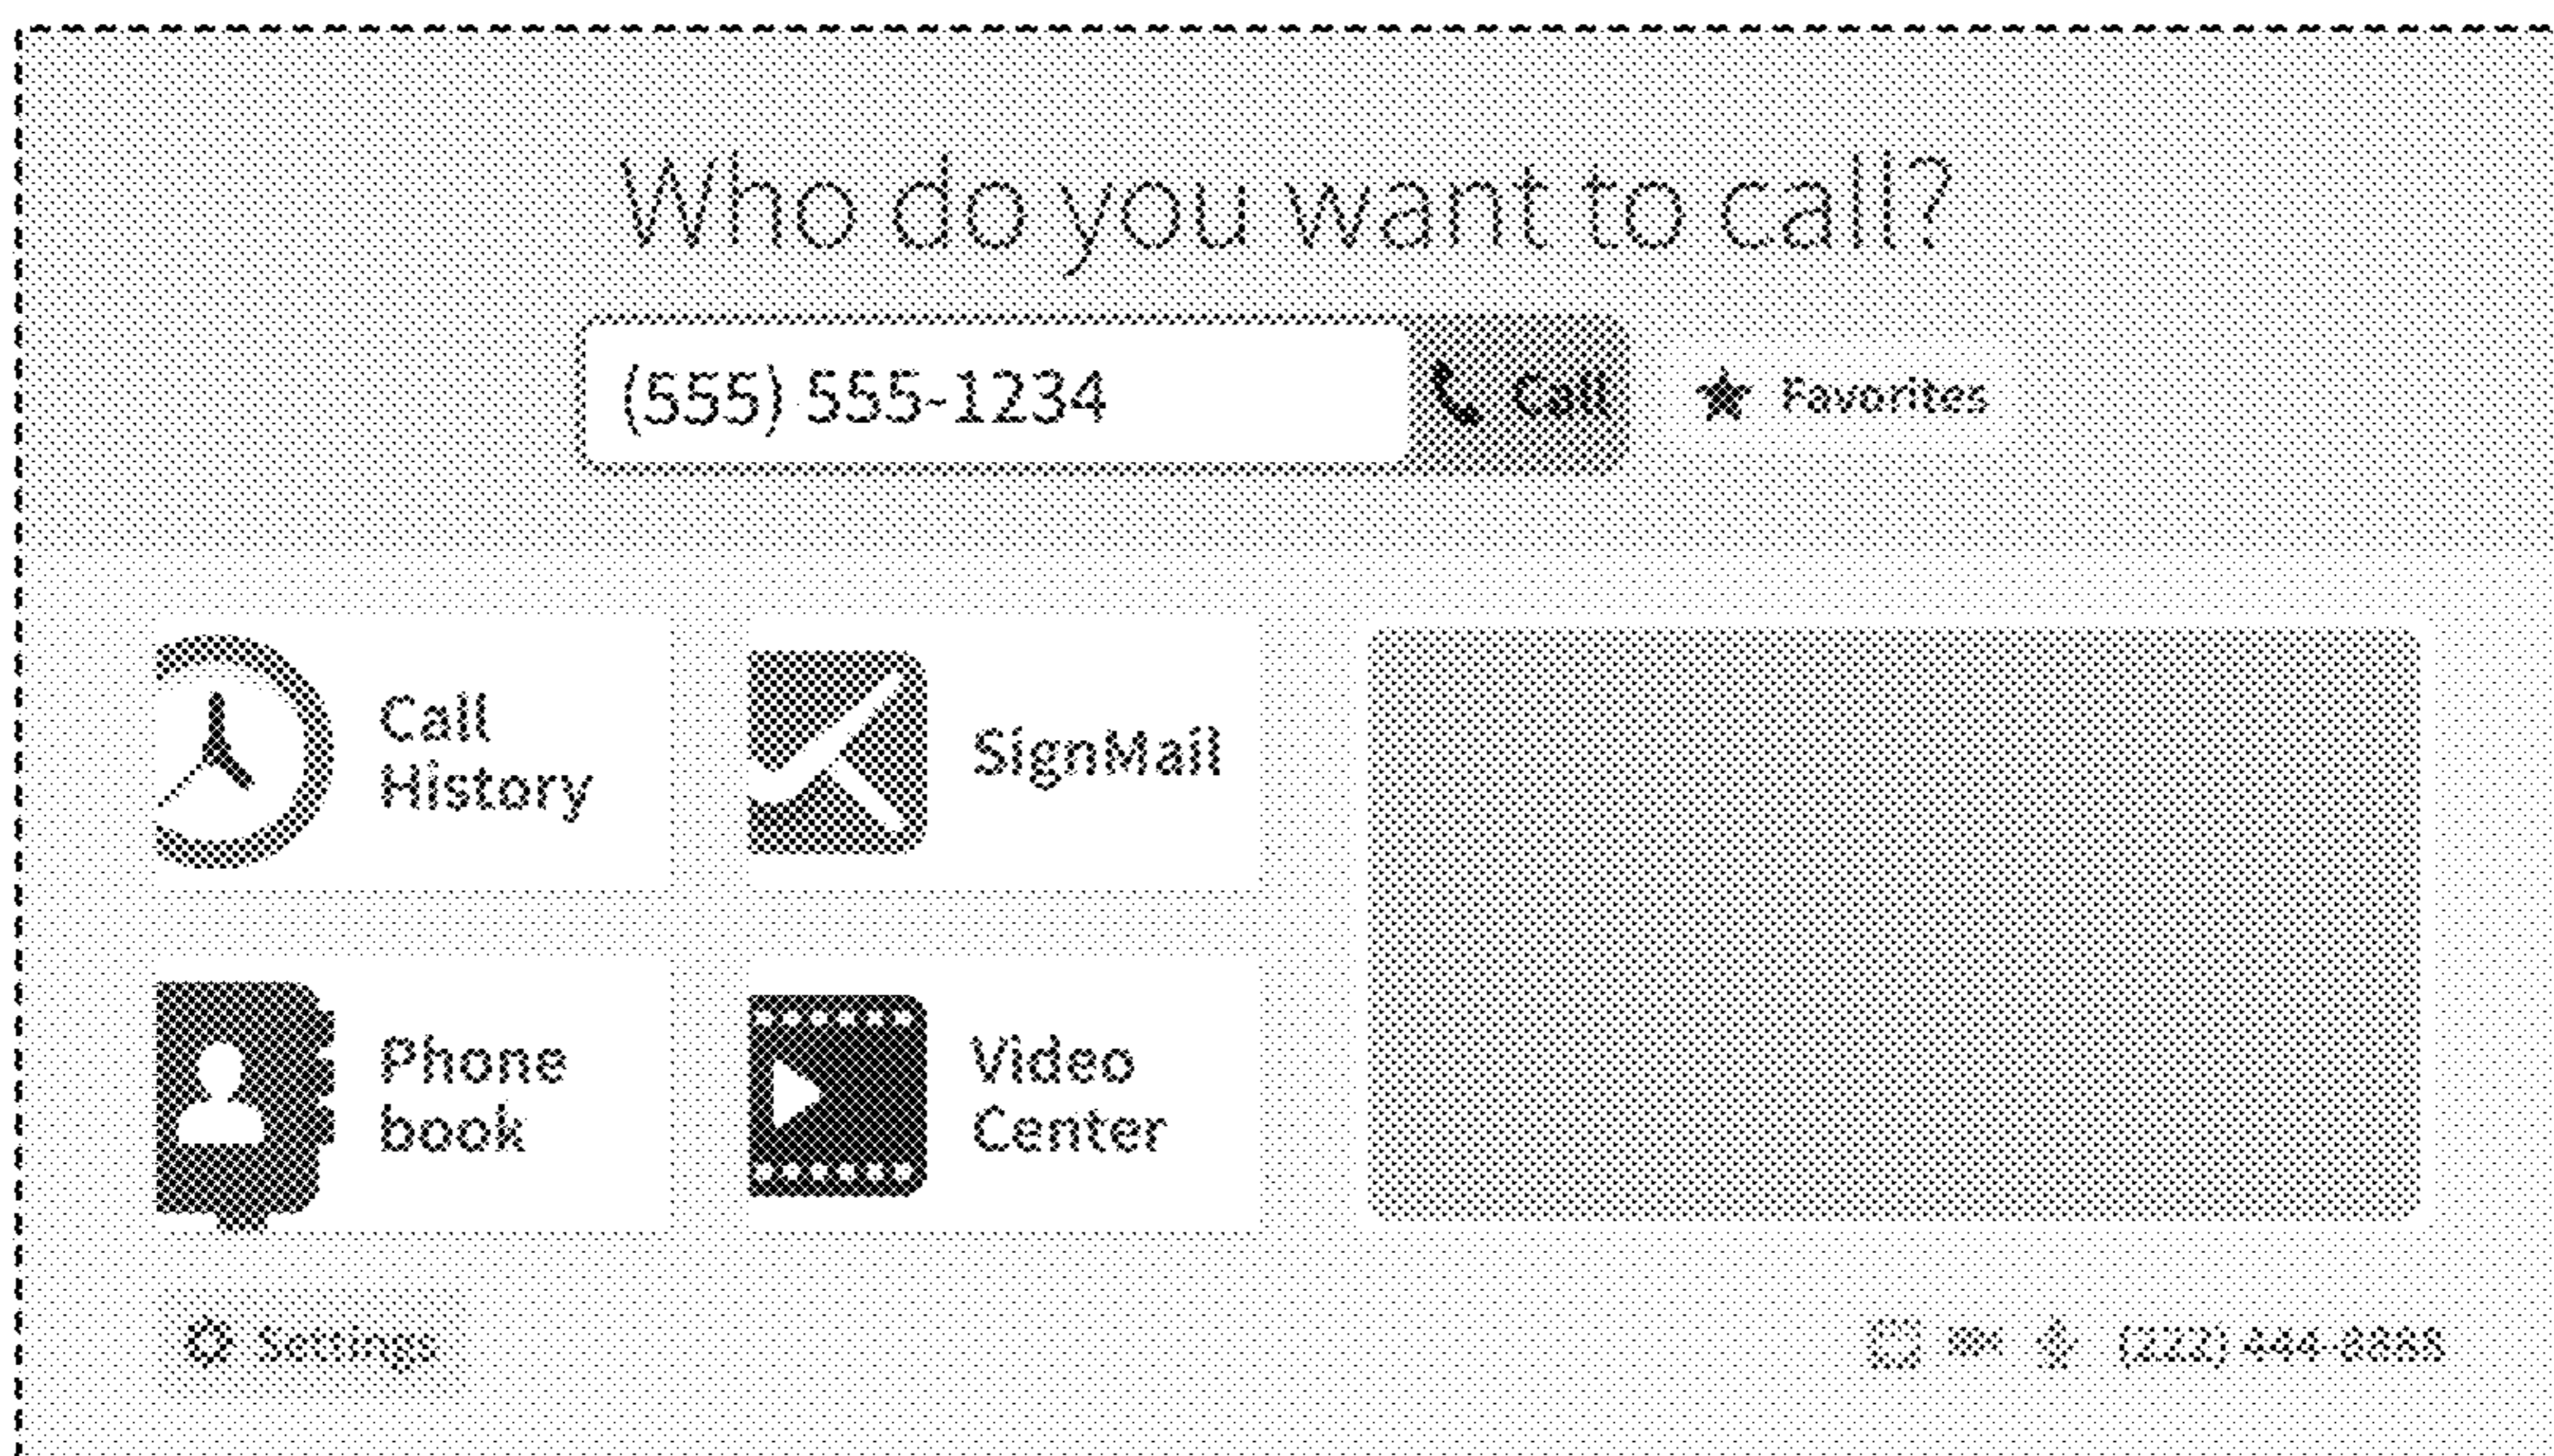 Who do you want to call?
(555) 555-1234
Call
Favorites
Call
History
SignMail
Phone
book
Video
Center
Settings
(222) 444-8888